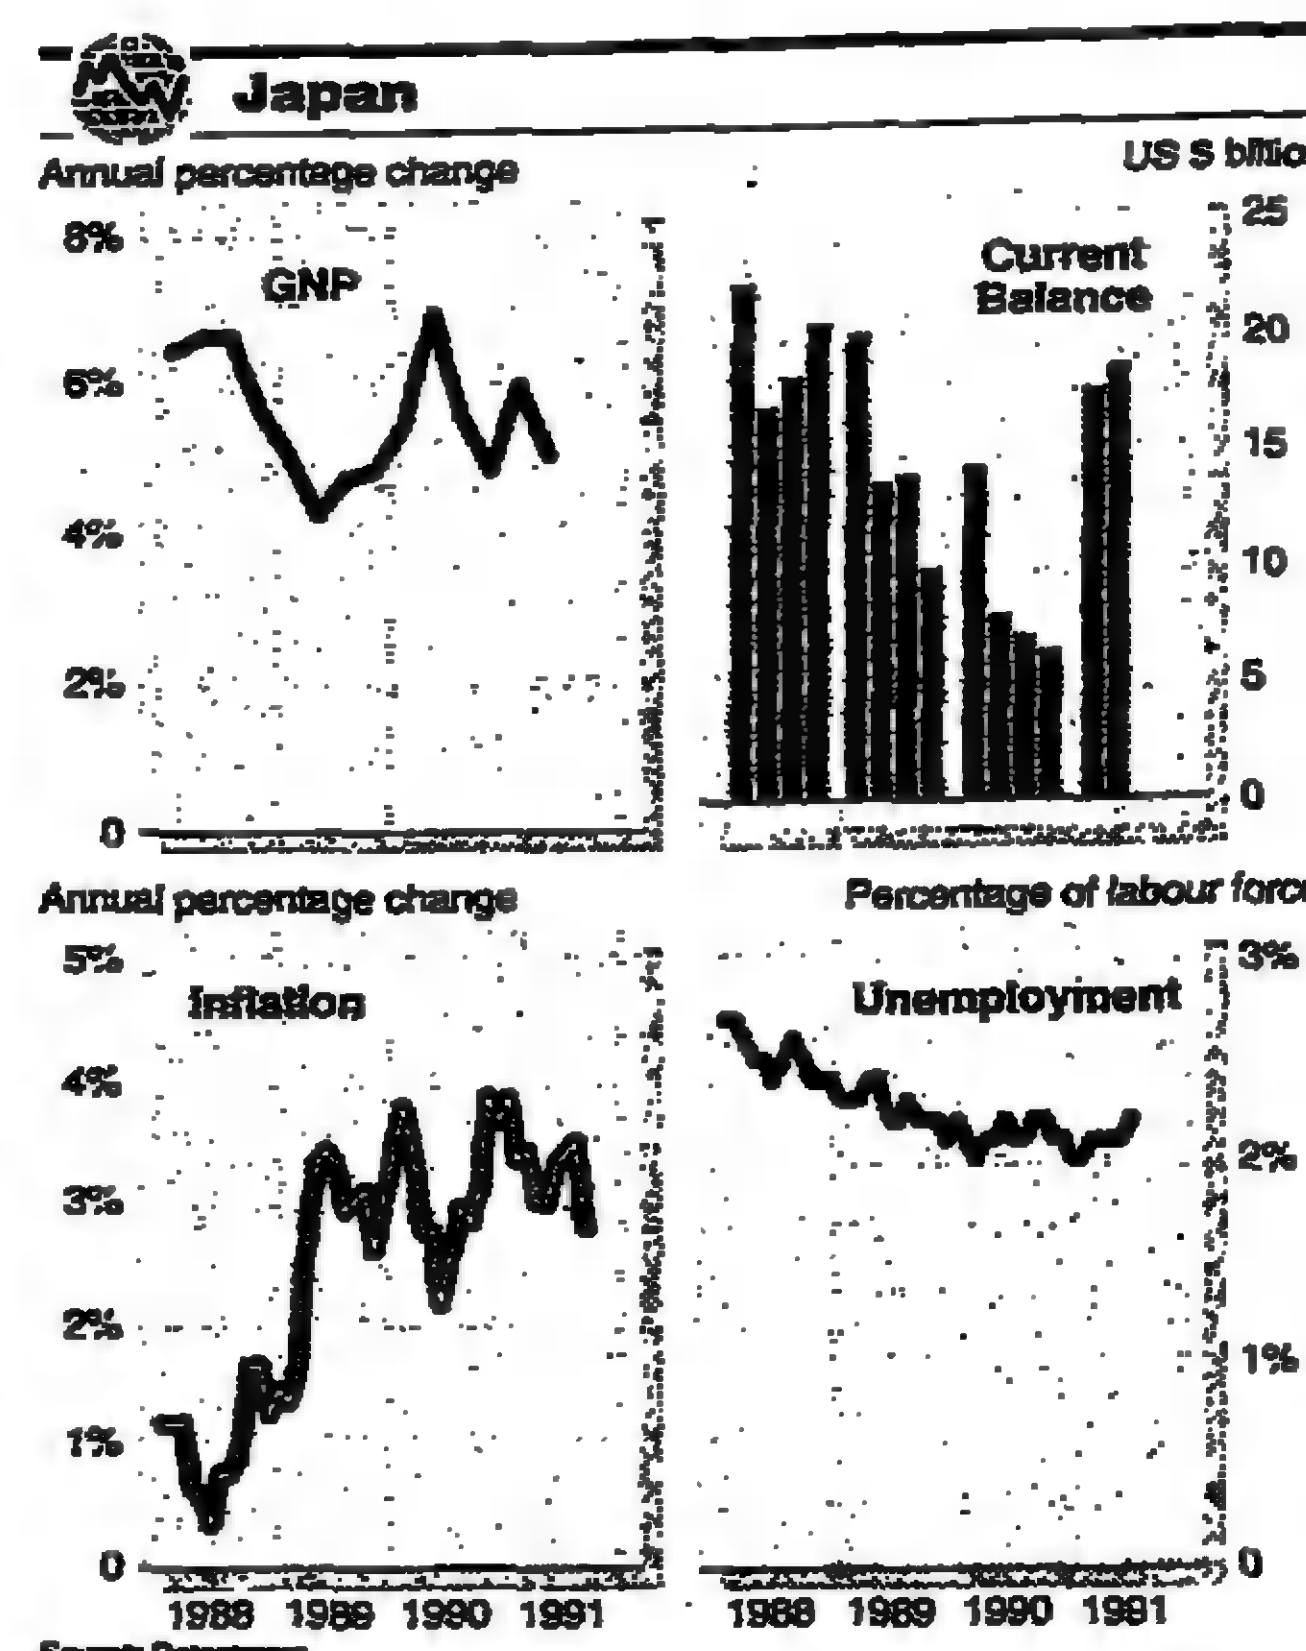 Japan
Annual percentage change
US $ billio
8%
6%
4%
2%
0
GNP
Current
Balance
25
20
15
10
5
0
Annual percentage change
Percentage of labour force
5%
4%
3%
2%
1%
0
Inflation
Unemployment
3%
2%
1%
0
1988 1989 1990 1991
1988 1989 1990 1991